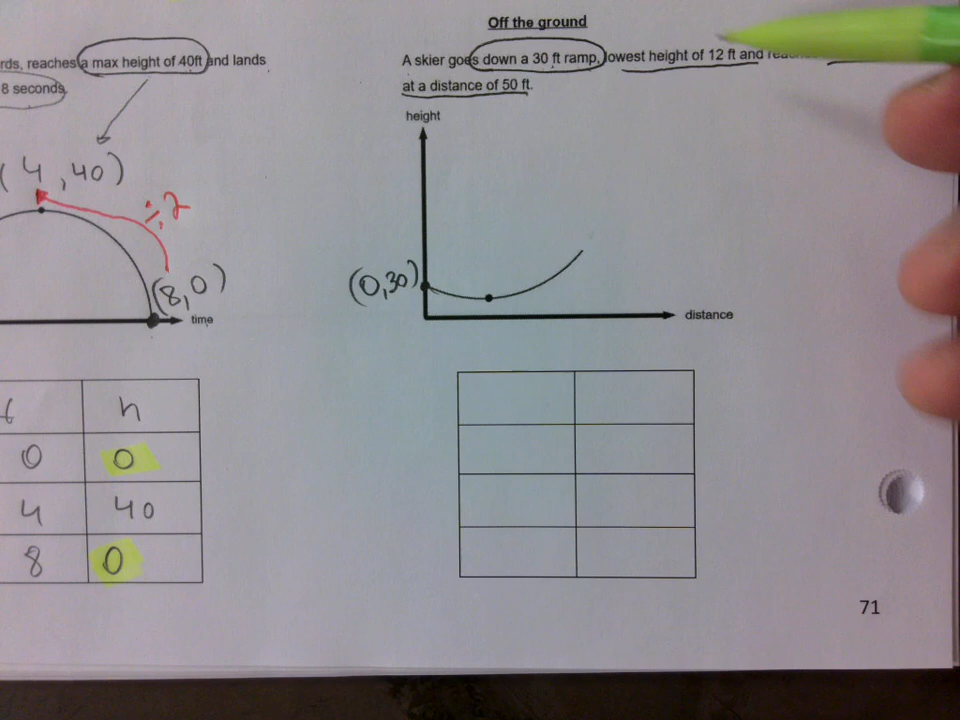 Off the ground
rds, reaches a max height of 40ft and lands
8 seconds.
A skier goes down a 30 ft ramp, lowest height of 12 ft and
at a distance of 50 ft.
height
( 4 , 40 )
÷2
(8, 0 )
time
(0,30)
distance
t h
0 0
4 40
8 0
71